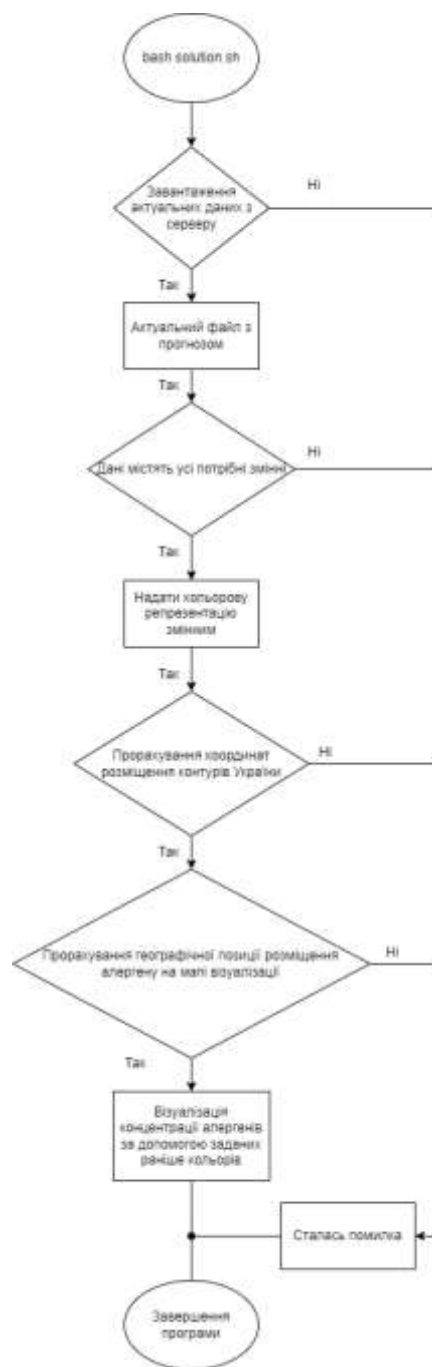 bash solution sh
Завантаження
актуальних даних з
серверу
Ні
Так
Актуальний файл з
прогнозом
Так
Дані містять усі потрібні змінні
Ні
Так
Надати кольорову
репрезентацію
змінним
Так
Прорахування координат
розміщення контурів України
Ні
Так
Прорахування географічної позиції розміщення
алергену на мапі візуалізації
Ні
Так
Візуалізація
концентрації алергенів
за допомогою заданих
раніше кольорів
Сталась помилка
Завершення
програми